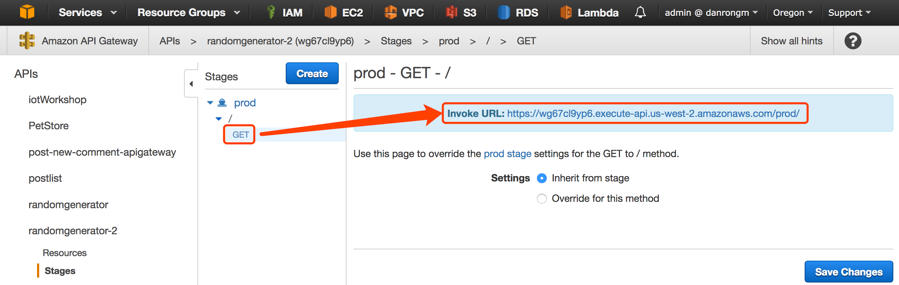 Services Resource Groups IAM EC2 VPC S3 RDS Lambda admin @ danrongm Oregon Support
Amazon API Gateway APIs > randomgenerator-2 (wg67cl9yp6) > Stages > prod > / > GET Show all hints ?
APIs
iotWorkshop
PetStore
post-new-comment-apigateway
postlist
randomgenerator
randomgenerator-2
Resources
Stages
Stages Create
prod
/
GET
prod - GET - /
Invoke URL: https://wg67cl9yp6.execute-api.us-west-2.amazonaws.com/prod/
Use this page to override the prod stage settings for the GET to / method.
Settings Inherit from stage
Override for this method
Save Changes